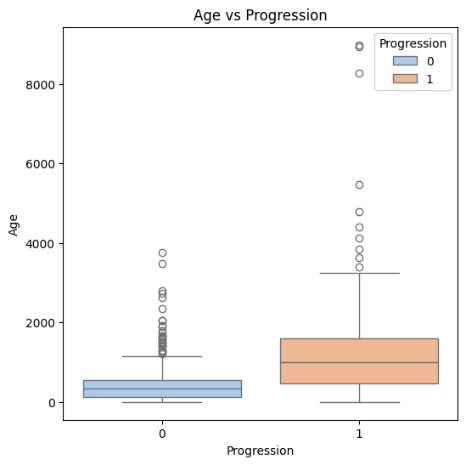 Age vs Progression
Progression
0
1
8000
6000
4000
2000
0
Age
0
1
Progression